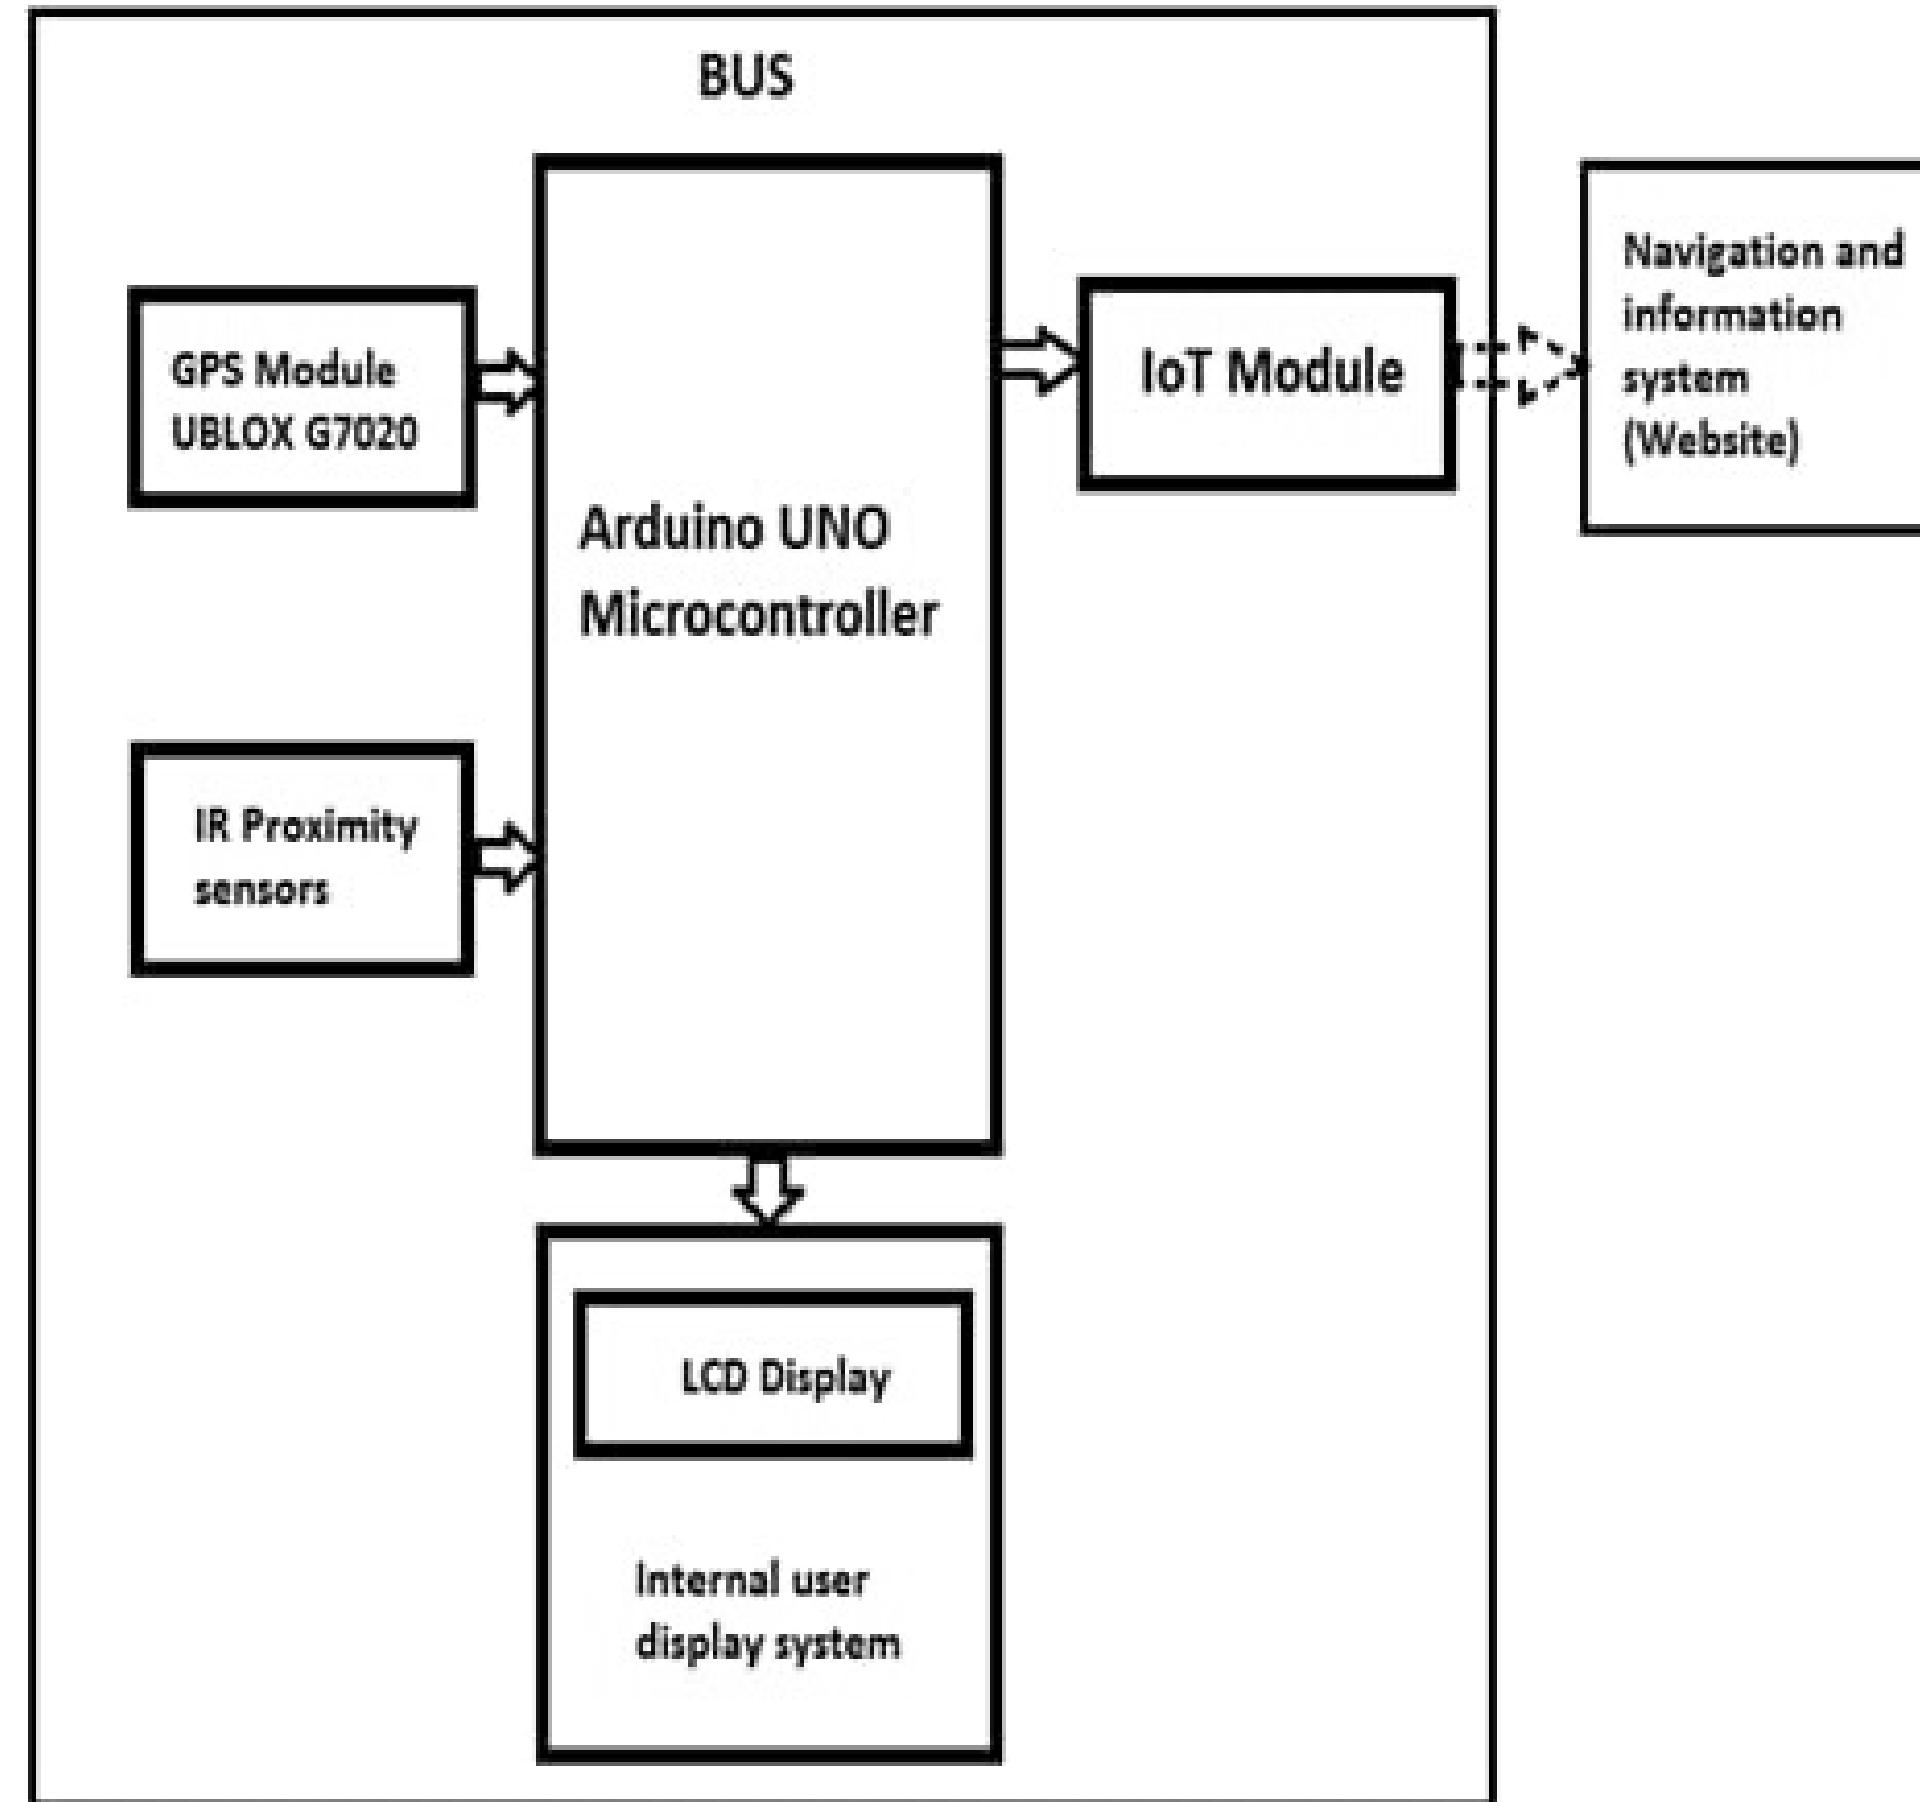 BUS
GPS Module
UBLOX G7020
Arduino UNO
Microcontroller
IoT Module
Navigation and
information
system
(Website)
IR Proximity
sensors
LCD Display
Internal user
display system